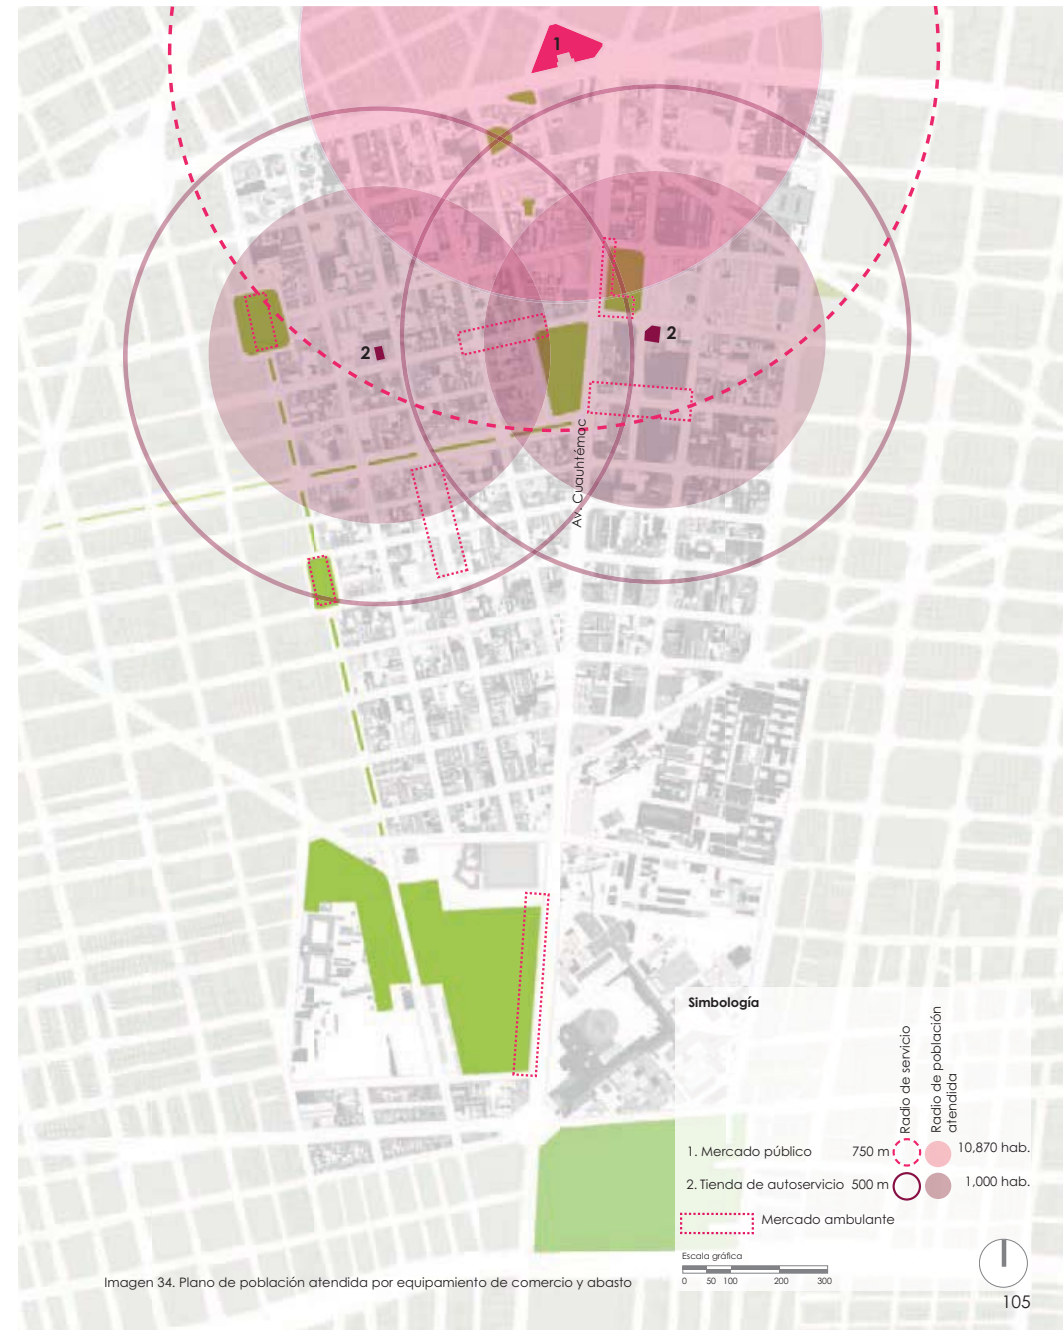 1
2
2
Av. Cuauhtémoc
Simbología
Radio de servicio
Radio de población
atendida
1. Mercado público 750 m 10,870 hab.
2. Tienda de autoservicio 500 m 1,000 hab.
Mercado ambulante
Escala gráfica
0 50 100 200 300
Imagen 34. Plano de población atendida por equipamiento de comercio y abasto
105